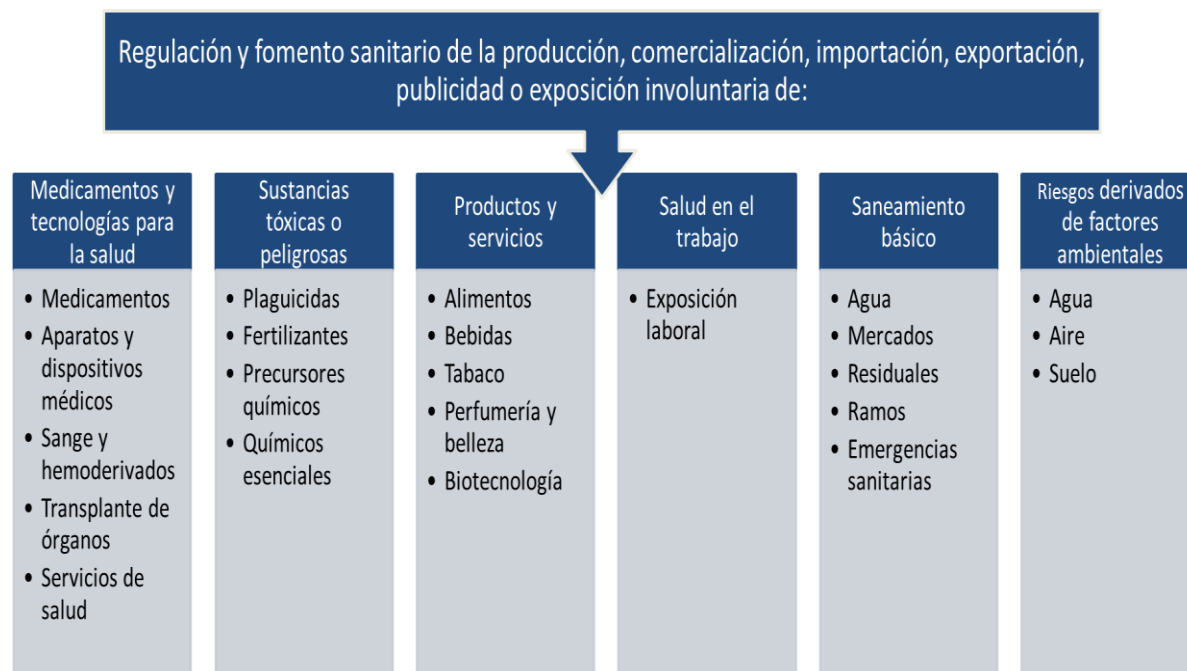 Regulación y fomento sanitario de la producción, comercialización, importación, exportación,
publicidad o exposición involuntaria de:
Medicamentos y
tecnologías para
la salud
• Medicamentos
• Aparatos y
dispositivos
médicos
• Sange y
hemoderivados
• Transplante de
órganos
• Servicios de
salud
Sustancias
tóxicas o
peligrosas
• Plaguicidas
• Fertilizantes
• Precursores
químicos
• Químicos
esenciales
Productos y
servicios
• Alimentos
• Bebidas
• Tabaco
• Perfumería y
belleza
• Biotecnología
Salud en el
trabajo
• Exposición
laboral
Saneamiento
básico
• Agua
• Mercados
• Residuales
• Ramos
• Emergencias
sanitarias
Riesgos derivados
de factores
ambientales
• Agua
• Aire
• Suelo